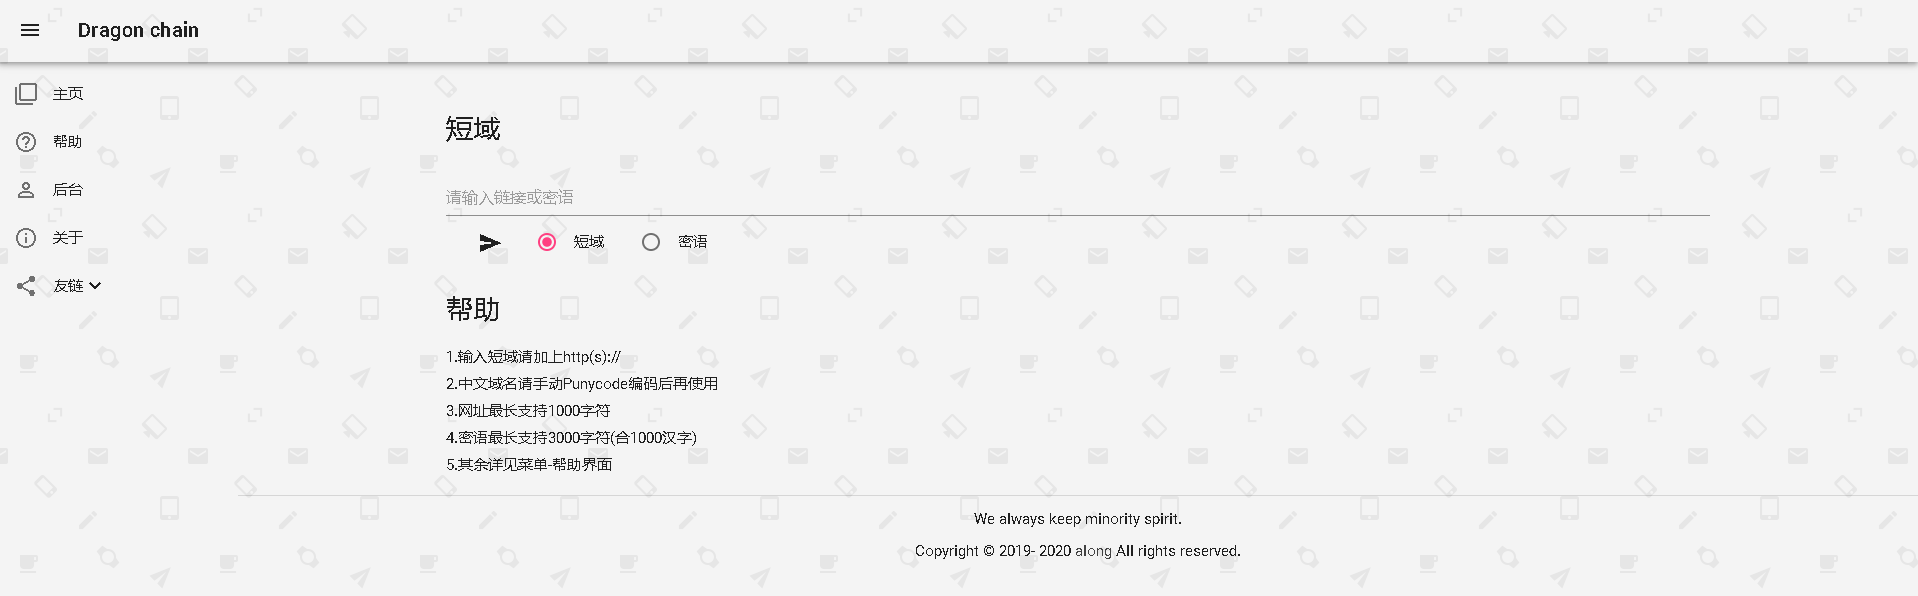 Dragon chain
主页
帮助
后台
关于
友链
短域
请输入链接或密语
短域 密语
帮助
1.输入短域请加上http(s)://
2.中文域名请手动Punycode编码后再使用
3.网址最长支持1000字符
4.密语最长支持3000字符(合1000汉字)
5.其余详见菜单-帮助界面
We always keep minority spirit.
Copyright © 2019- 2020 along All rights reserved.